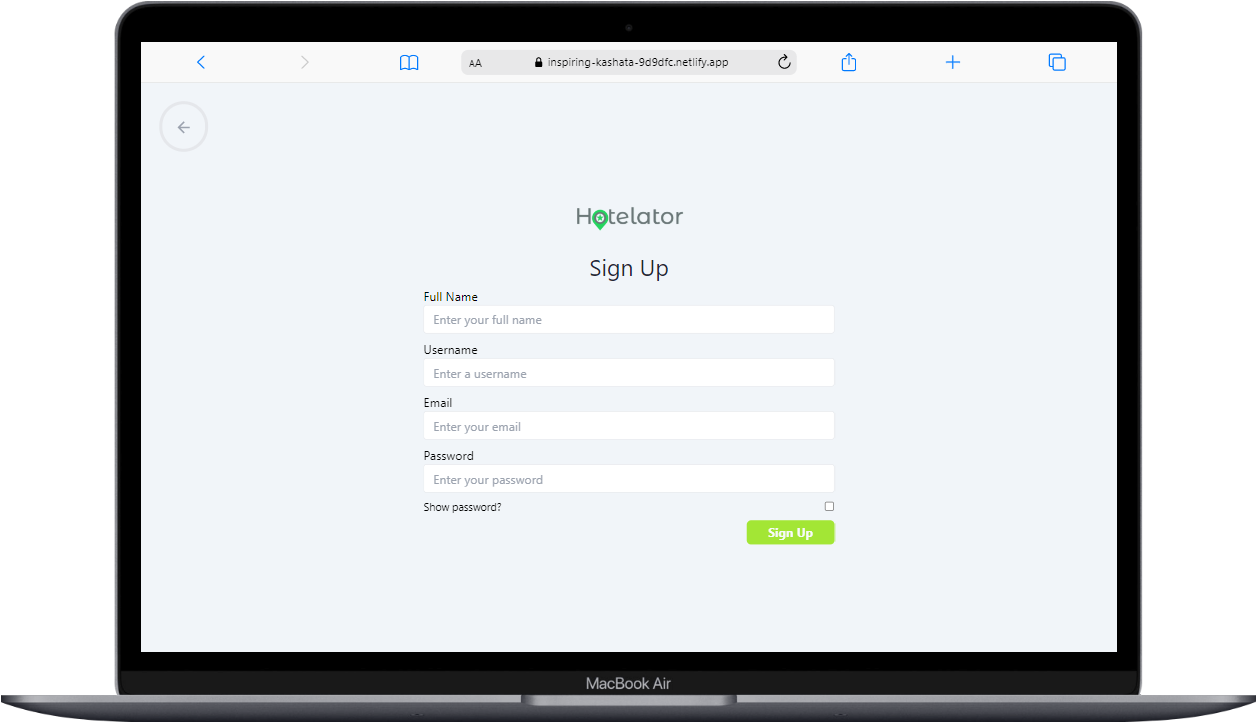 AA inspiring-kashata-9d9dfc.netlify.app
Hotelator
Sign Up
Full Name
Enter your full name
Username
Enter a username
Email
Enter your email
Password
Enter your password
Show password?
Sign Up
MacBook Air